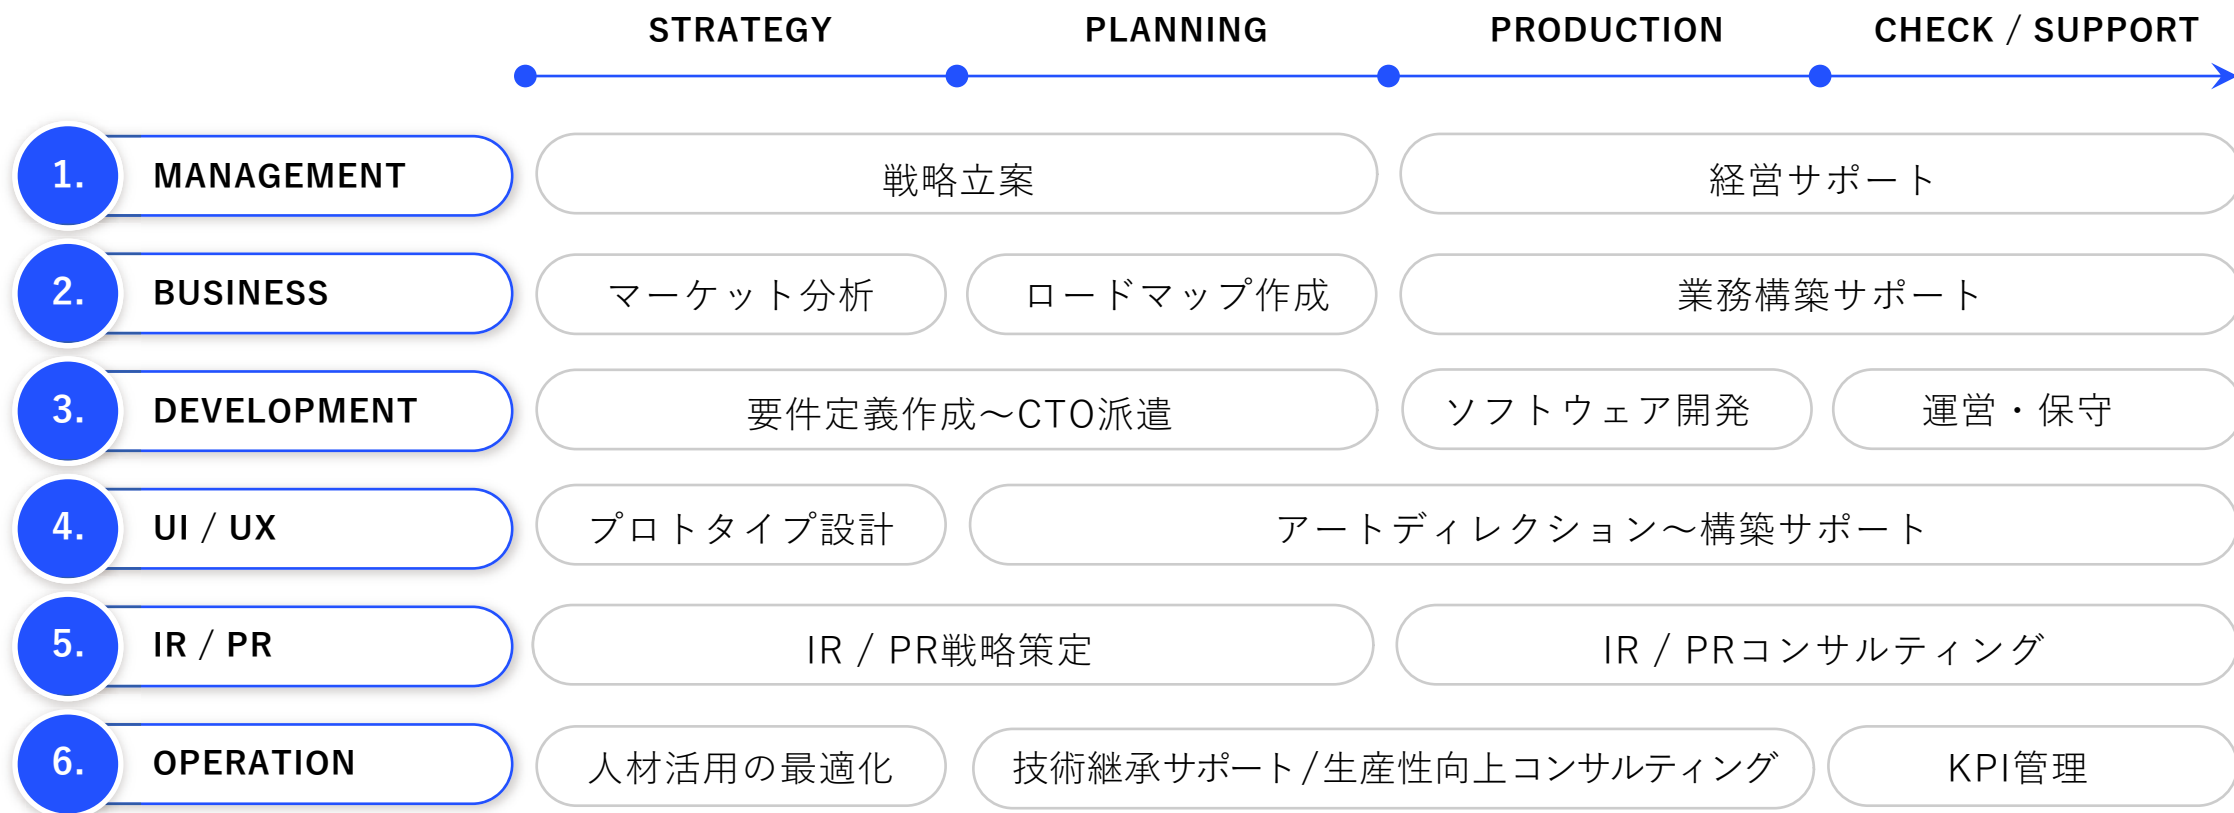 STRATEGY PLANNING PRODUCTION CHECK / SUPPORT
1. MANAGEMENT 戦略立案 経営サポート
2. BUSINESS マーケット分析 ロードマップ作成 業務構築サポート
3. DEVELOPMENT 要件定義作成～CTO派遣 ソフトウェア開発 運営・保守
4. UI / UX プロトタイプ設計 アートディレクション～構築サポート
5. IR / PR IR / PR戦略策定 IR / PRコンサルティング
6. OPERATION 人材活用の最適化 技術継承サポート/生産性向上コンサルティング KPI管理